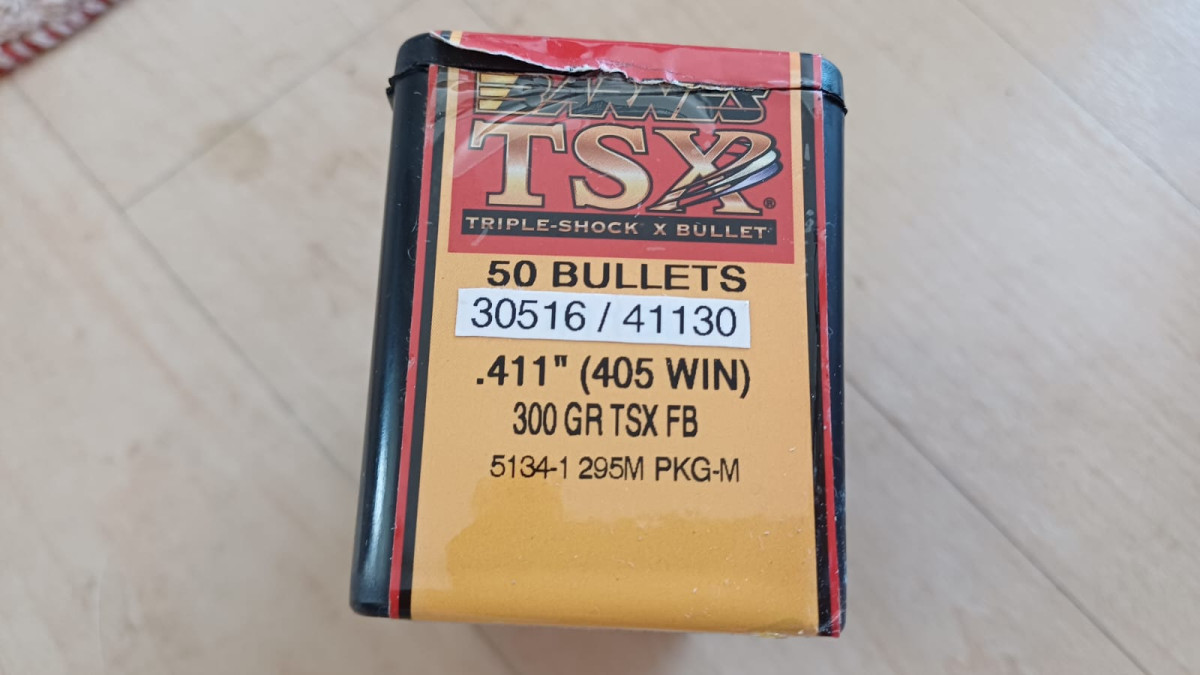 BARNES
TSX®
TRIPLE-SHOCK X BULLET
50 BULLETS
30516 / 41130
.411" (405 WIN)
300 GR TSX FB
5134-1 295M PKG-M